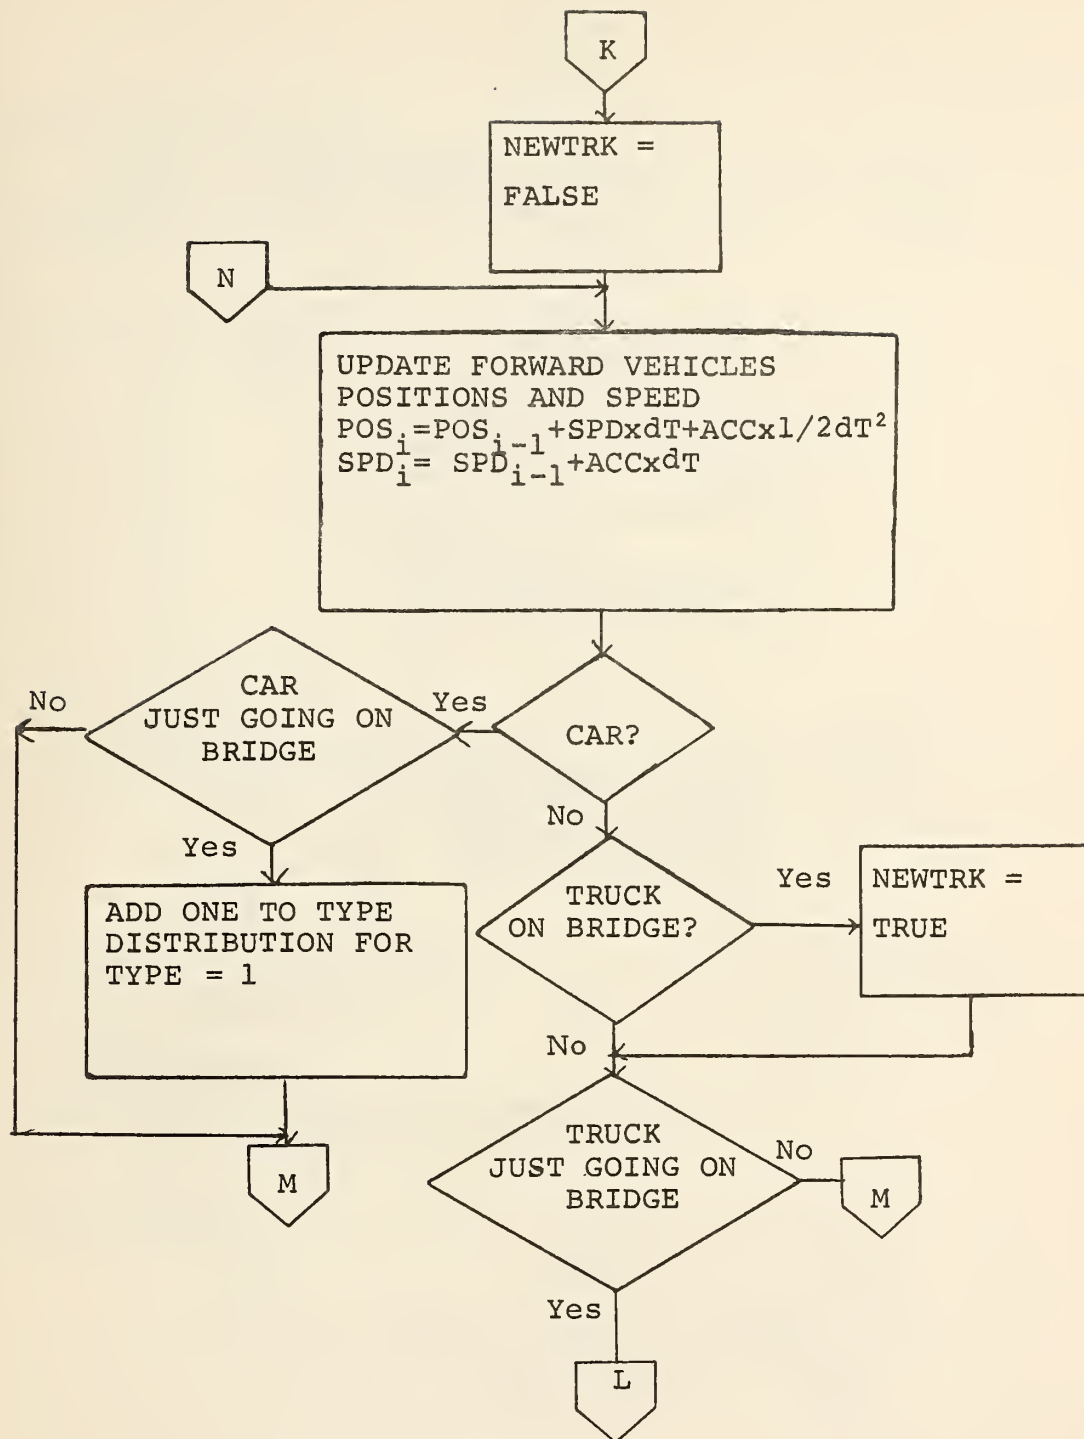 K
NEWTRK =
FALSE
N
UPDATE FORWARD VEHICLES
POSITIONS AND SPEED
POSᵢ=POSᵢ₋₁+SPDxdT+ACCx1/2dT²
SPDᵢ= SPDᵢ₋₁+ACCxdT
No
CAR
JUST GOING ON
BRIDGE
Yes
CAR?
No
Yes
ADD ONE TO TYPE
DISTRIBUTION FOR
TYPE = 1
TRUCK
ON BRIDGE?
Yes
NEWTRK =
TRUE
No
M
TRUCK
JUST GOING ON
BRIDGE
No
M
Yes
L